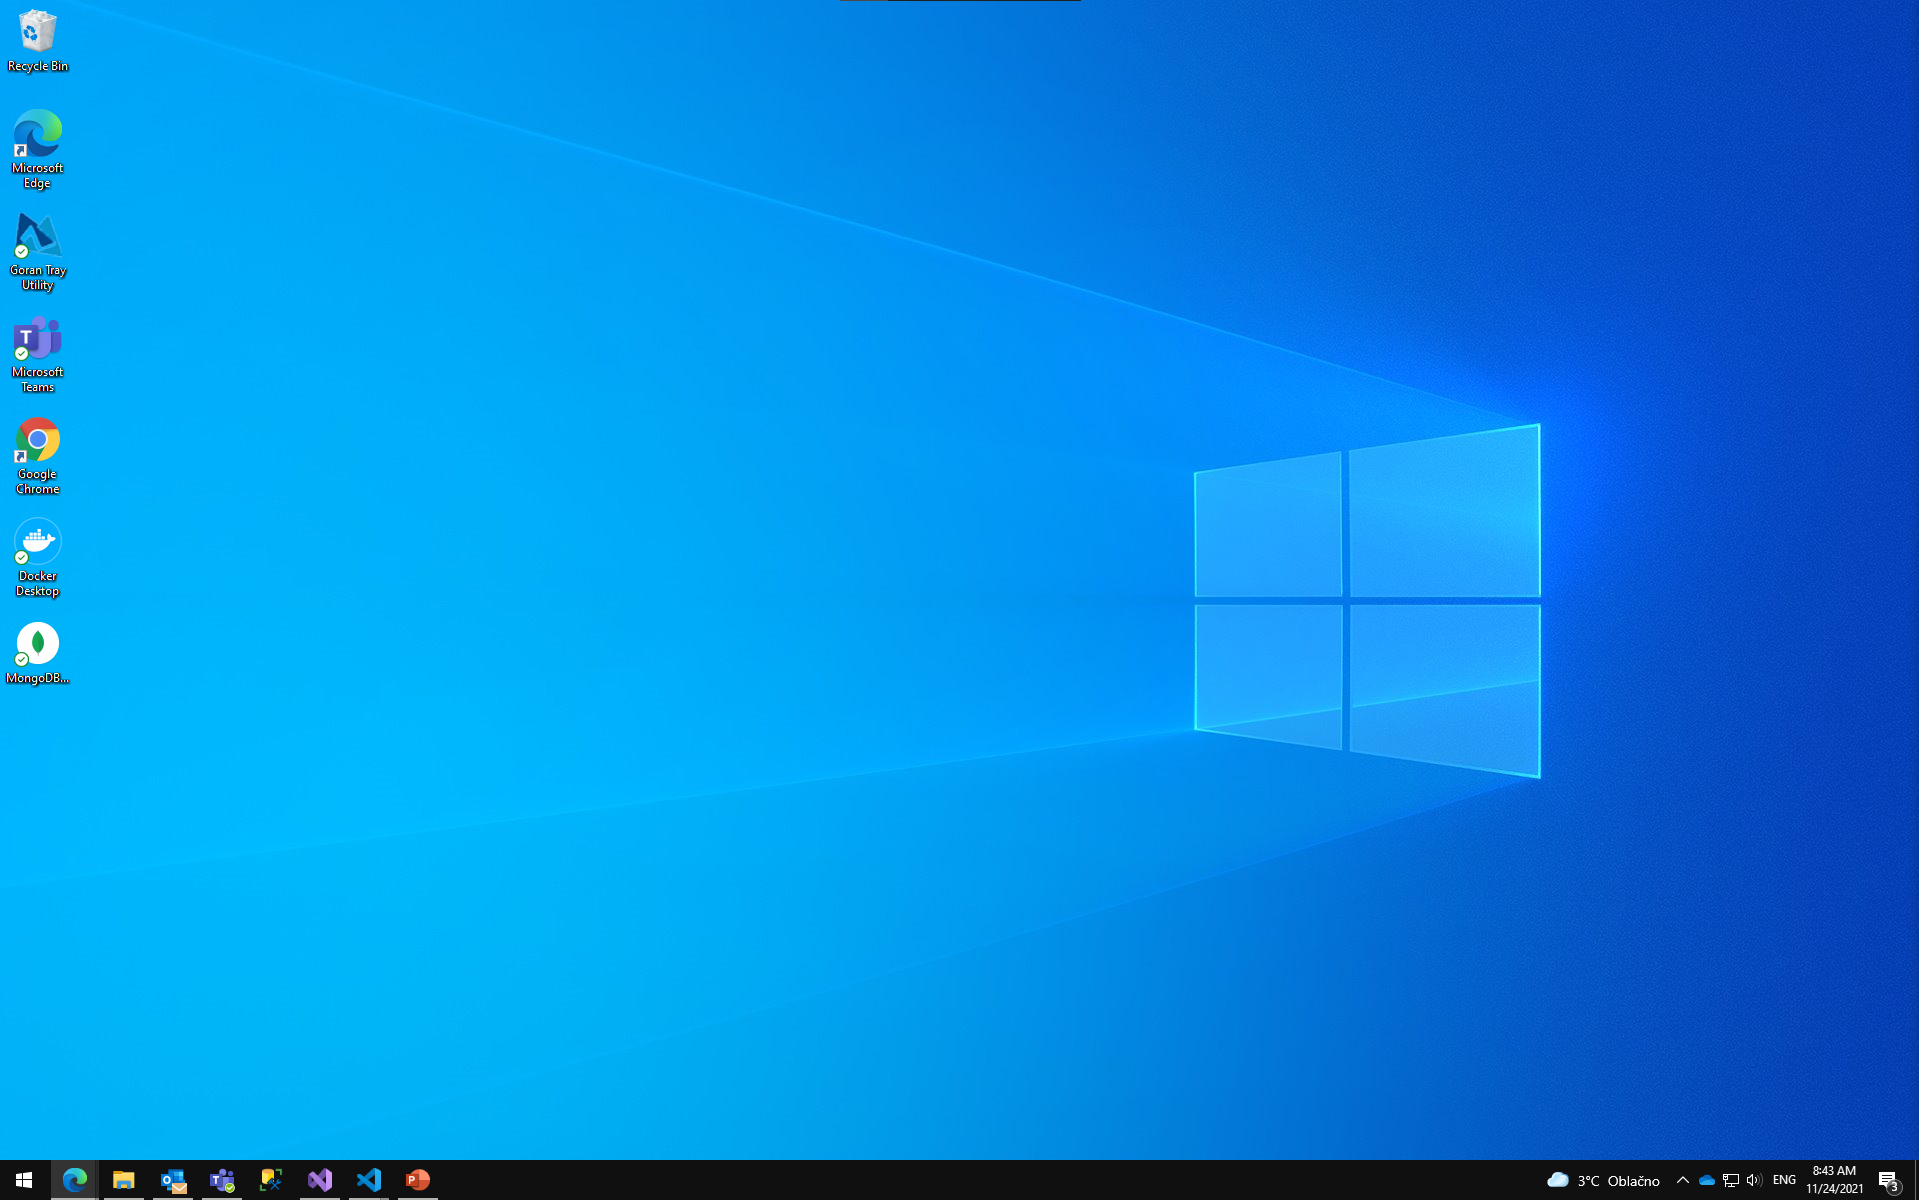 Recycle Bin
Microsoft
Edge
Goran Tray
Utility
Microsoft
Teams
Google
Chrome
Docker
Desktop
MongoDB...
3°C Oblačno
ENG
8:43 AM
11/24/2021
3